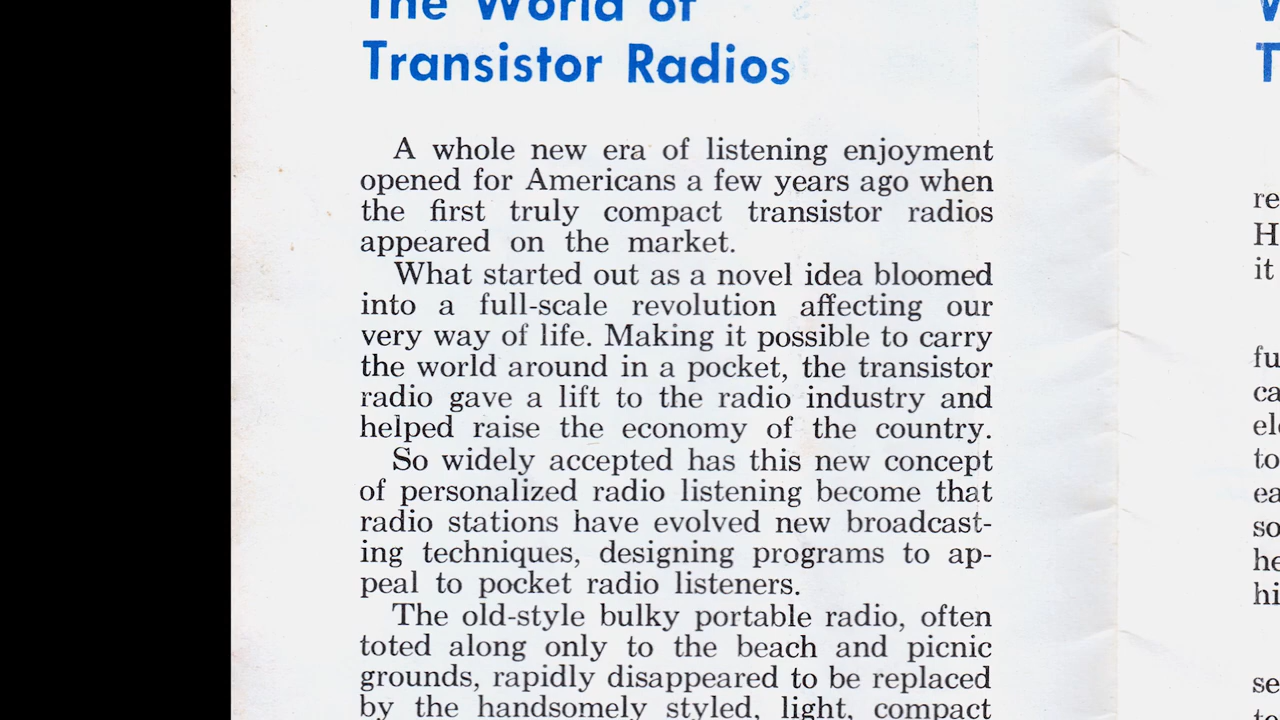 The World of
Transistor Radios
A whole new era of listening enjoyment
opened for Americans a few years ago when
the first truly compact transistor radios
appeared on the market.
What started out as a novel idea bloomed
into a full-scale revolution affecting our
very way of life. Making it possible to carry
the world around in a pocket, the transistor
radio gave a lift to the radio industry and
helped raise the economy of the country.
So widely accepted has this new concept
of personalized radio listening become that
radio stations have evolved new broadcast-
ing techniques, designing programs to ap-
peal to pocket radio listeners.
The old-style bulky portable radio, often
toted along only to the beach and picnic
grounds, rapidly disappeared to be replaced
by the handsomely styled, light, compact